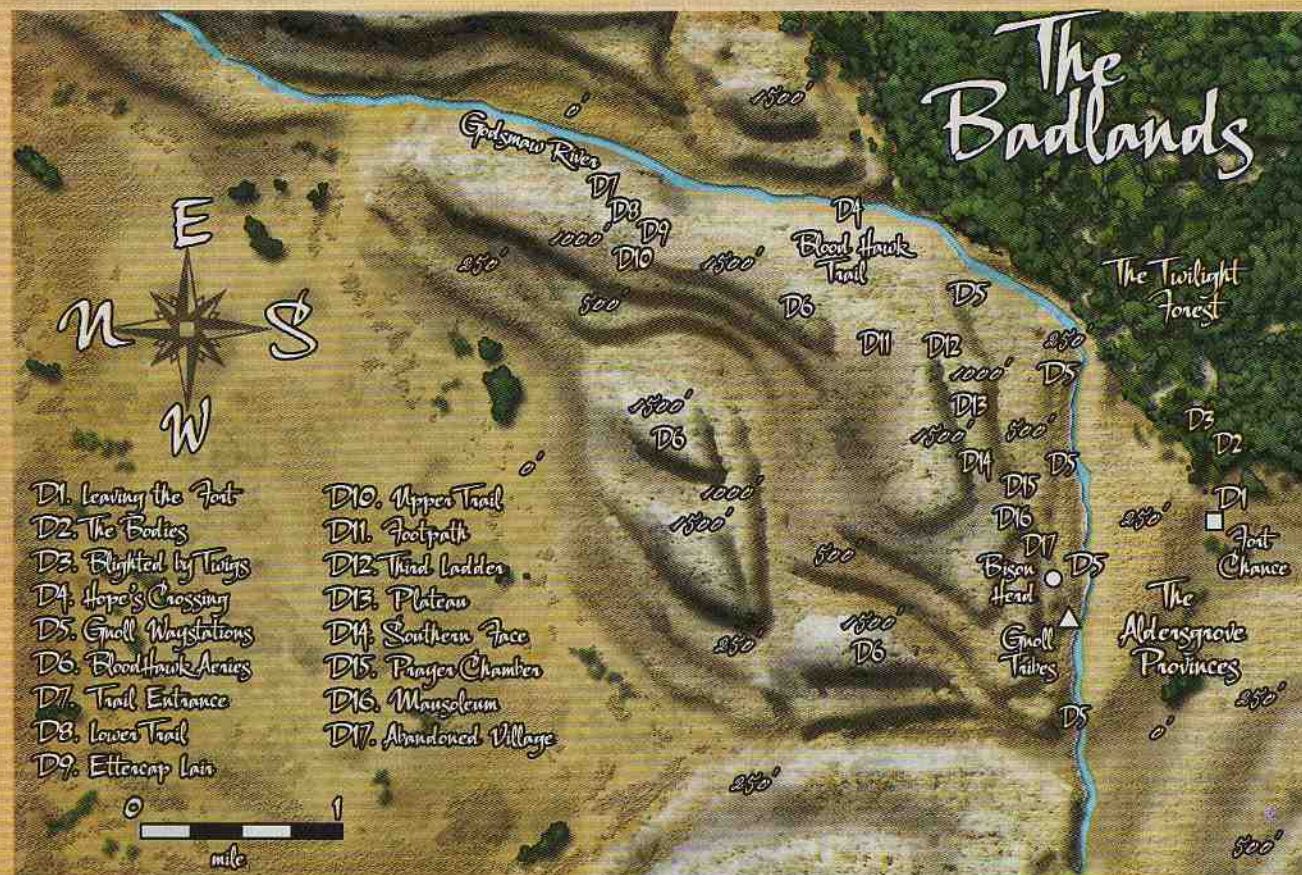 The
Badlands
1500'
0'
Godsmaw River
D7
D8
D9
D10
1000'
250'
500
1500'
D4
Blood Hawk
Trail
D5
The Twilight
Forest
D6
D11
D12
250'
D5
1000'
D13
1500'
500'
D14
D5
D3
D2
D1
Fort
Chance
250'
E
N
S
W
1500'
D6
1000'
1500'
0'
D15
D16
D17
Bison
Herd
D5
500'
Gnoll
Tribes
The
Aldersgrove
Provinces
250
1500'
D6
D5
250'
0'
250'
500'
D1. Leaving the Fort
D2. The Bodies
D3. Blighted by Twigs
D4. Hope's Crossing
D5. Gnoll Waystations
D6. Blood Hawk Aeries
D7. Trail Entrance
D8. Lower Trail
D9. Ettercap Lair
D10. Upper Trail
D11. Footpath
D12. Third Ladder
D13. Plateau
D14. Southern Face
D15. Prayer Chamber
D16. Mausoleum
D17. Abandoned Village
0
1
mile